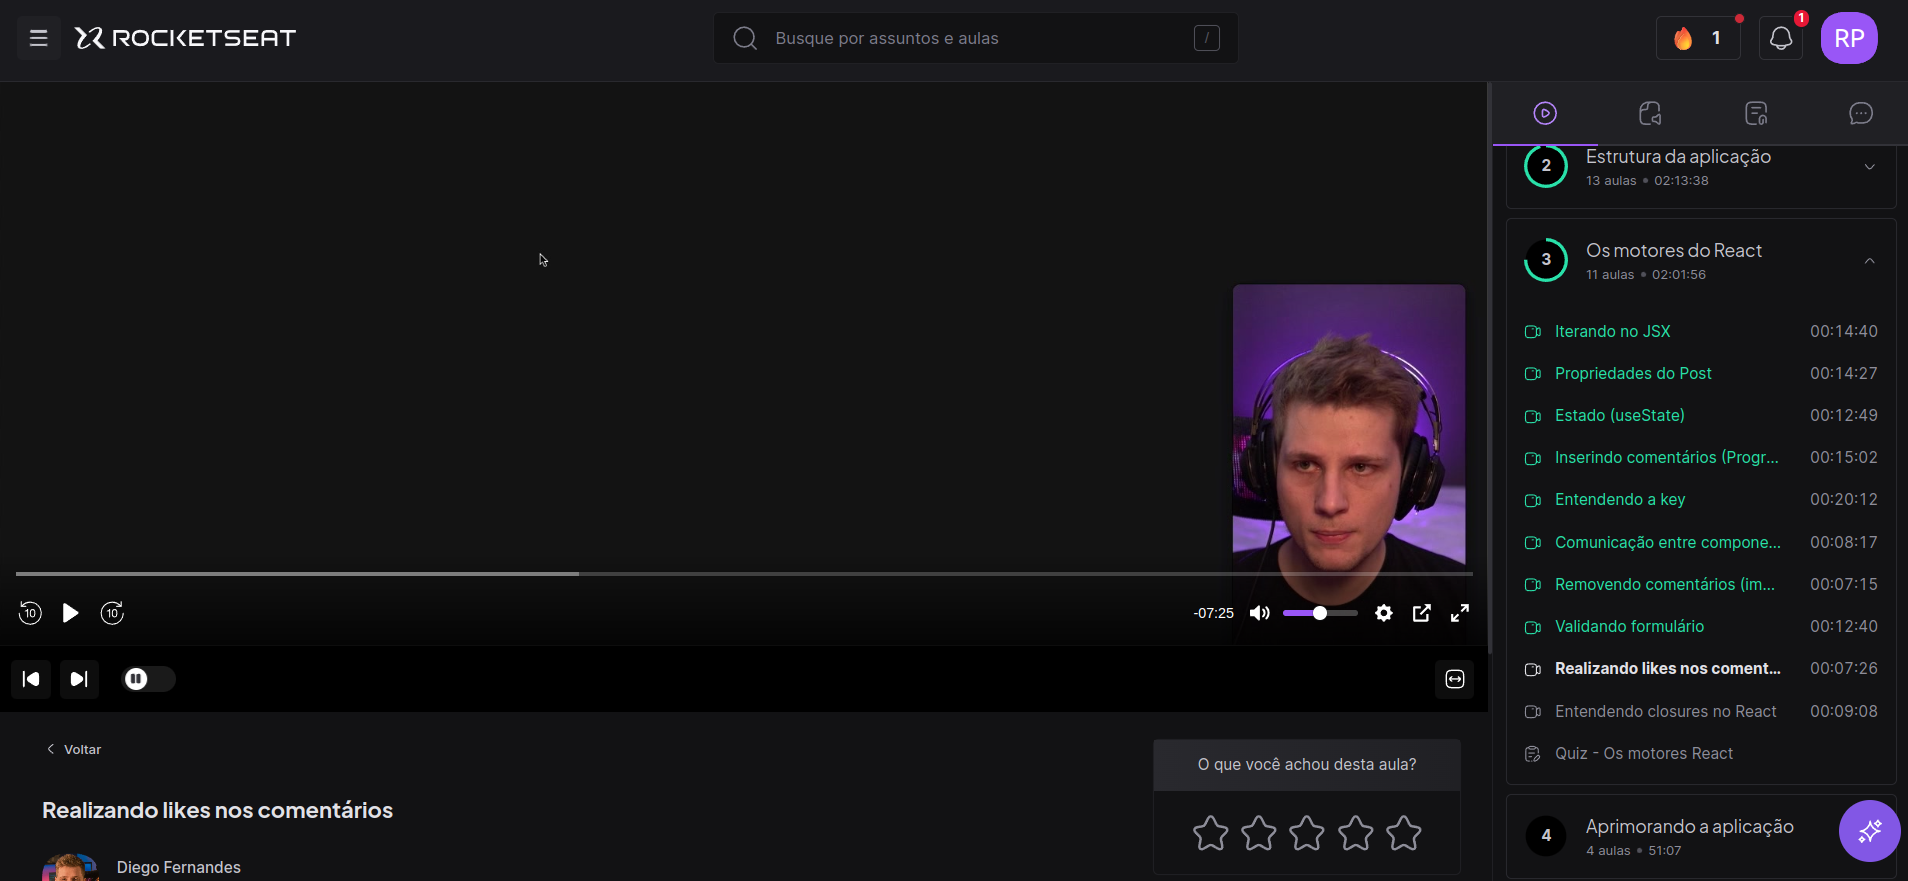 ROCKETSEAT
Busque por assuntos e aulas
/
1
1
RP
2
Estrutura da aplicação
13 aulas • 02:13:38
3
Os motores do React
11 aulas • 02:01:56
Iterando no JSX 00:14:40
Propriedades do Post 00:14:27
Estado (useState) 00:12:49
Inserindo comentários (Progr... 00:15:02
Entendendo a key 00:20:12
Comunicação entre compone... 00:08:17
Removendo comentários (im... 00:07:15
Validando formulário 00:12:40
Realizando likes nos coment... 00:07:26
Entendendo closures no React 00:09:08
Quiz - Os motores React
4
Aprimorando a aplicação
4 aulas • 51:07
10
10
-07:25
Voltar
Realizando likes nos comentários
Diego Fernandes
O que você achou desta aula?